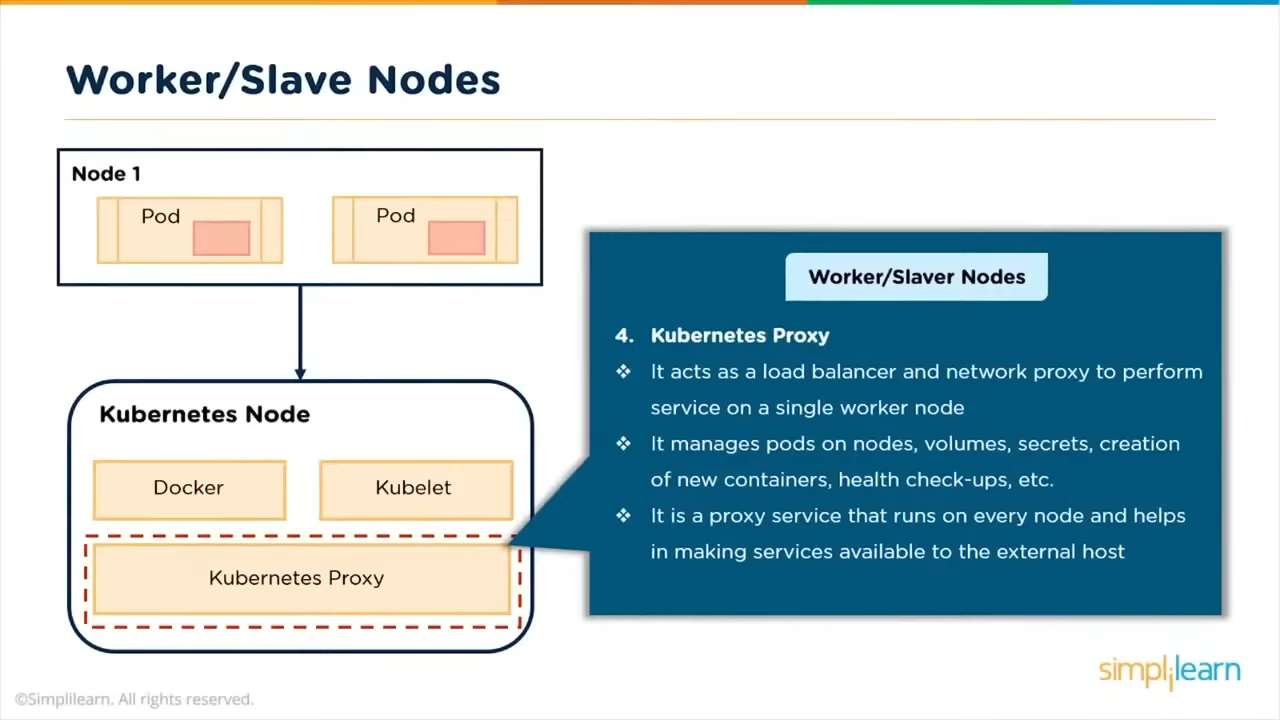 Worker/Slave Nodes
Node 1
Pod
Pod
Kubernetes Node
Docker
Kubelet
Kubernetes Proxy
Worker/Slaver Nodes
4. Kubernetes Proxy
❖ It acts as a load balancer and network proxy to perform
service on a single worker node
❖ It manages pods on nodes, volumes, secrets, creation
of new containers, health check-ups, etc.
❖ It is a proxy service that runs on every node and helps
in making services available to the external host
simplilearn
©Simplilearn. All rights reserved.